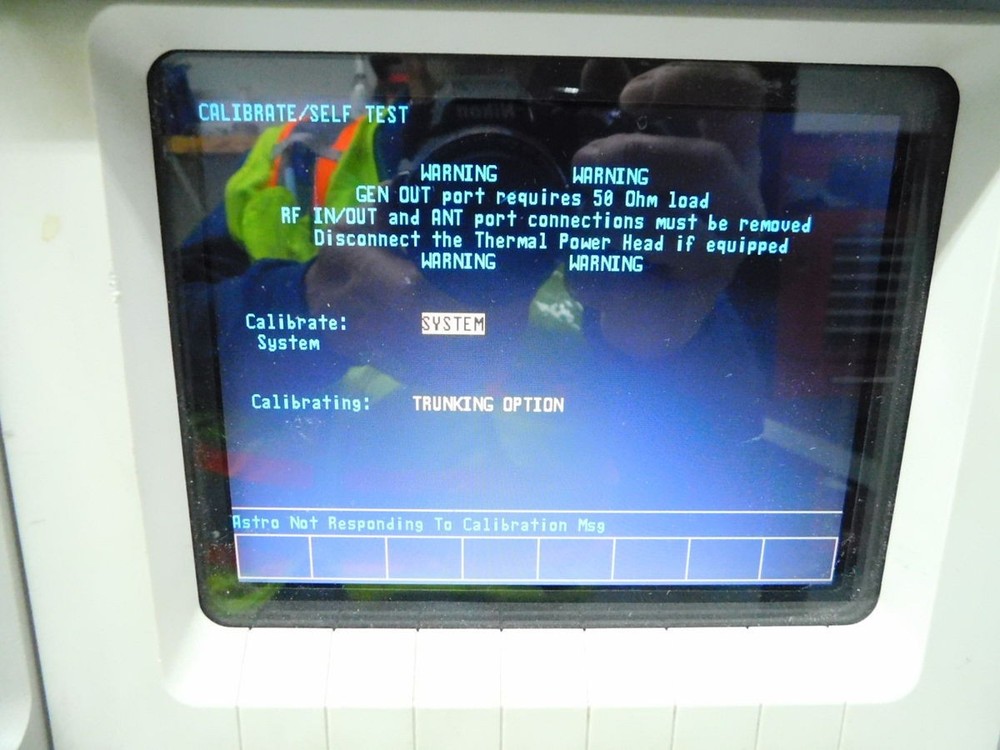 CALIBRATE/SELF TEST
WARNING WARNING
GEN OUT port requires 50 Ohm load
RF IN/OUT and ANT port connections must be removed
Disconnect the Thermal Power Head if equipped
WARNING WARNING
Calibrate: SYSTEM
System
Calibrating: TRUNKING OPTION
Astro Not Responding To Calibration Msg